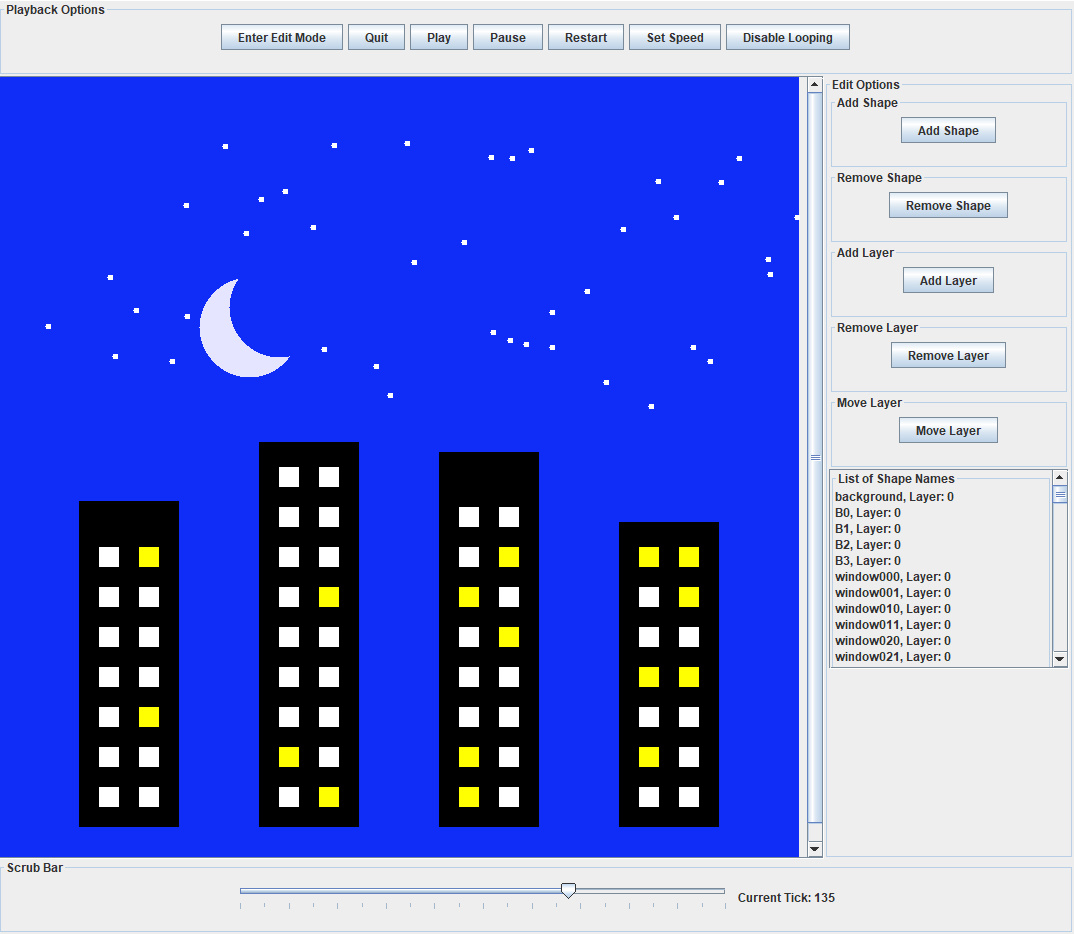 Playback Options
Enter Edit Mode Quit Play Pause Restart Set Speed Disable Looping
Edit Options
Add Shape
Add Shape
Remove Shape
Remove Shape
Add Layer
Add Layer
Remove Layer
Remove Layer
Move Layer
Move Layer
List of Shape Names
background, Layer: 0
B0, Layer: 0
B1, Layer: 0
B2, Layer: 0
B3, Layer: 0
window000, Layer: 0
window001, Layer: 0
window010, Layer: 0
window011, Layer: 0
window020, Layer: 0
window021, Layer: 0
Scrub Bar
Current Tick: 135